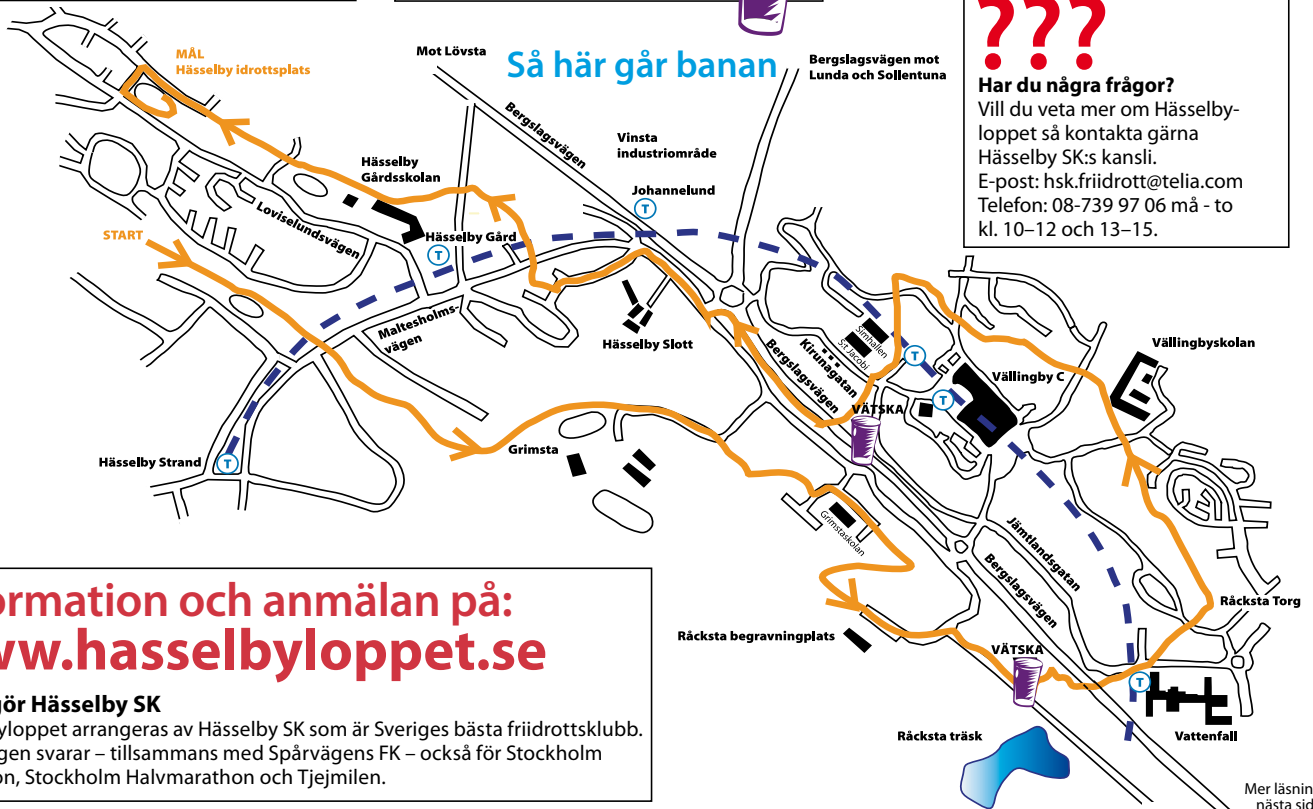 Så här går banan
MÅL
Hässelby idrottsplats
Mot Lövsta
Bergslagsvägen mot
Lunda och Sollentuna
???
Har du några frågor?
Vill du veta mer om Hässelby-
loppet så kontakta gärna
Hässelby SK:s kansli.
E-post: hsk.friidrott@telia.com
Telefon: 08-739 97 06 må - to
kl. 10–12 och 13–15.
Bergslagsvägen
Vinsta
industriområde
Hässelby
Gårdsskolan
Johannelund
T
Loviselundsvägen
START
Hässelby Gård
T
Maltesholms-
vägen
Hässelby Slott
Simhallen
S:t Jacobi
Kirunagatan
Bergslagsvägen
T
Vällingby C
T
Vällingbyskolan
VÄTSKA
Hässelby Strand
T
Grimsta
Grimstaskolan
Jämtlandsgatan
Bergslagsvägen
Råcksta Torg
Råcksta begravningplats
VÄTSKA
T
Vattenfall
Råcksta träsk
ormation och anmälan på:
ww.hasselbyloppet.se
gör Hässelby SK
yloppet arrangeras av Hässelby SK som är Sveriges bästa friidrottsklubb.
gen svarar – tillsammans med Spårvägens FK – också för Stockholm
on, Stockholm Halvmarathon och Tjejmilen.
Mer läsnin
nästa sid